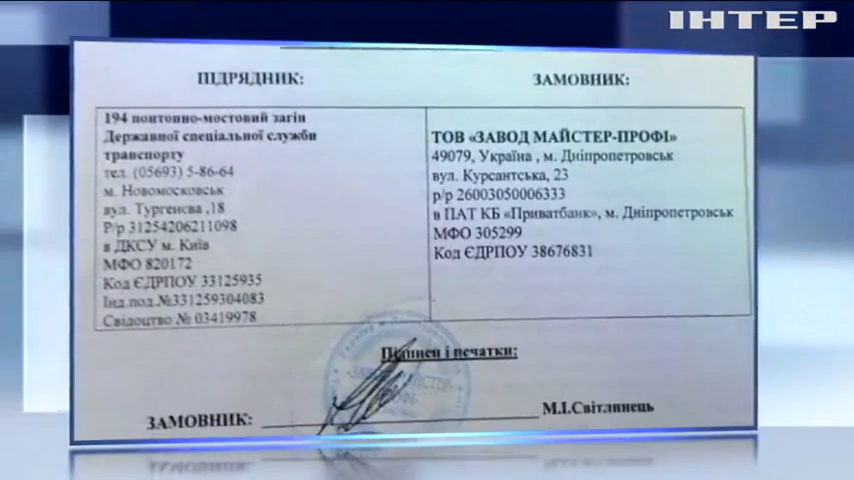 ІНТЕР
ПІДРЯДНИК:
ЗАМОВНИК:
194 понтонно-мостовий загін
Державної спеціальної служби
транспорту
тел. (05693) 5-86-64
м. Новомосковськ
вул. Тургенєва ,18
Р/р 31254206211098
в ДКСУ м. Київ
МФО 820172
Код ЄДРПОУ 33125935
Інд.под.№331259304083
Свідоцтво № 03419978
ТОВ «ЗАВОД МАЙСТЕР-ПРОФІ»
49079, Україна , м. Дніпропетровськ
вул. Курсантська, 23
р/р 26003050006333
в ПАТ КБ «Приватбанк», м. Дніпропетровськ
МФО 305299
Код ЄДРПОУ 38676831
Підписи і печатки:
ЗАМОВНИК:
М.І.Світлинець